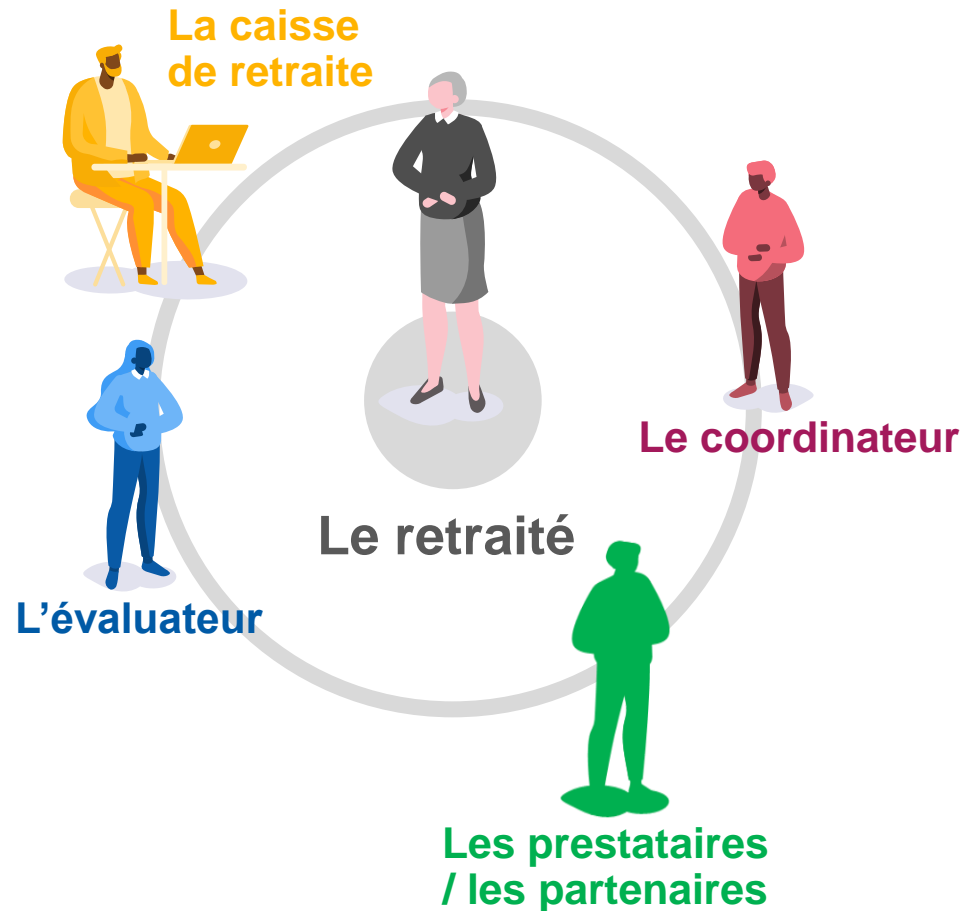 La caisse
de retraite
Le coordinateur
Le retraité
L’évaluateur
Les prestataires
/ les partenaires